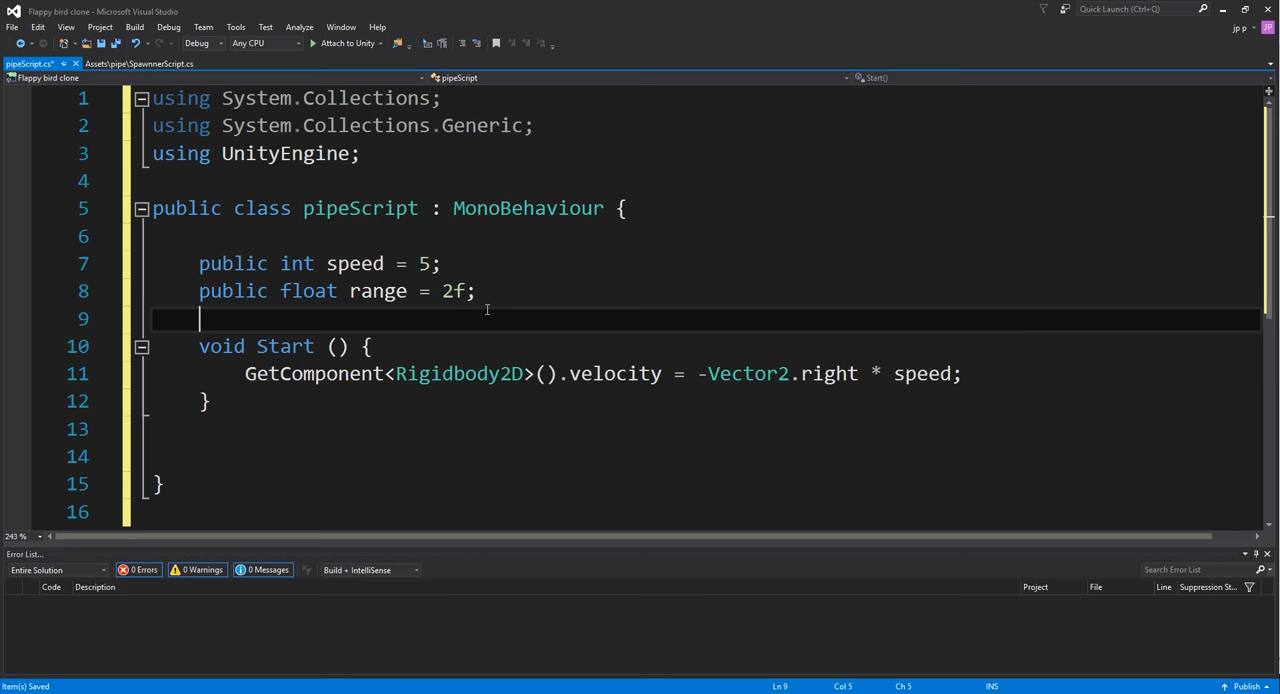 Flappy bird clone - Microsoft Visual Studio
Quick Launch (Ctrl+Q)
File Edit View Project Build Debug Team Tools Test Analyze Window Help
jp p JP
Debug Any CPU Attach to Unity
pipeScript.cs* Assets\pipe\SpawnnerScript.cs
Flappy bird clone pipeScript Start()
1 using System.Collections;
2 using System.Collections.Generic;
3 using UnityEngine;
4
5 public class pipeScript : MonoBehaviour {
6
7 public int speed = 5;
8 public float range = 2f;
9
10 void Start () {
11 GetComponent<Rigidbody2D>().velocity = -Vector2.right * speed;
12 }
13
14
15 }
16
243 %
Error List...
Entire Solution 0 Errors 0 Warnings 0 Messages Build + IntelliSense Search Error List
Code Description Project File Line Suppression St...
Item(s) Saved Ln 9 Col 5 Ch 5 INS Publish